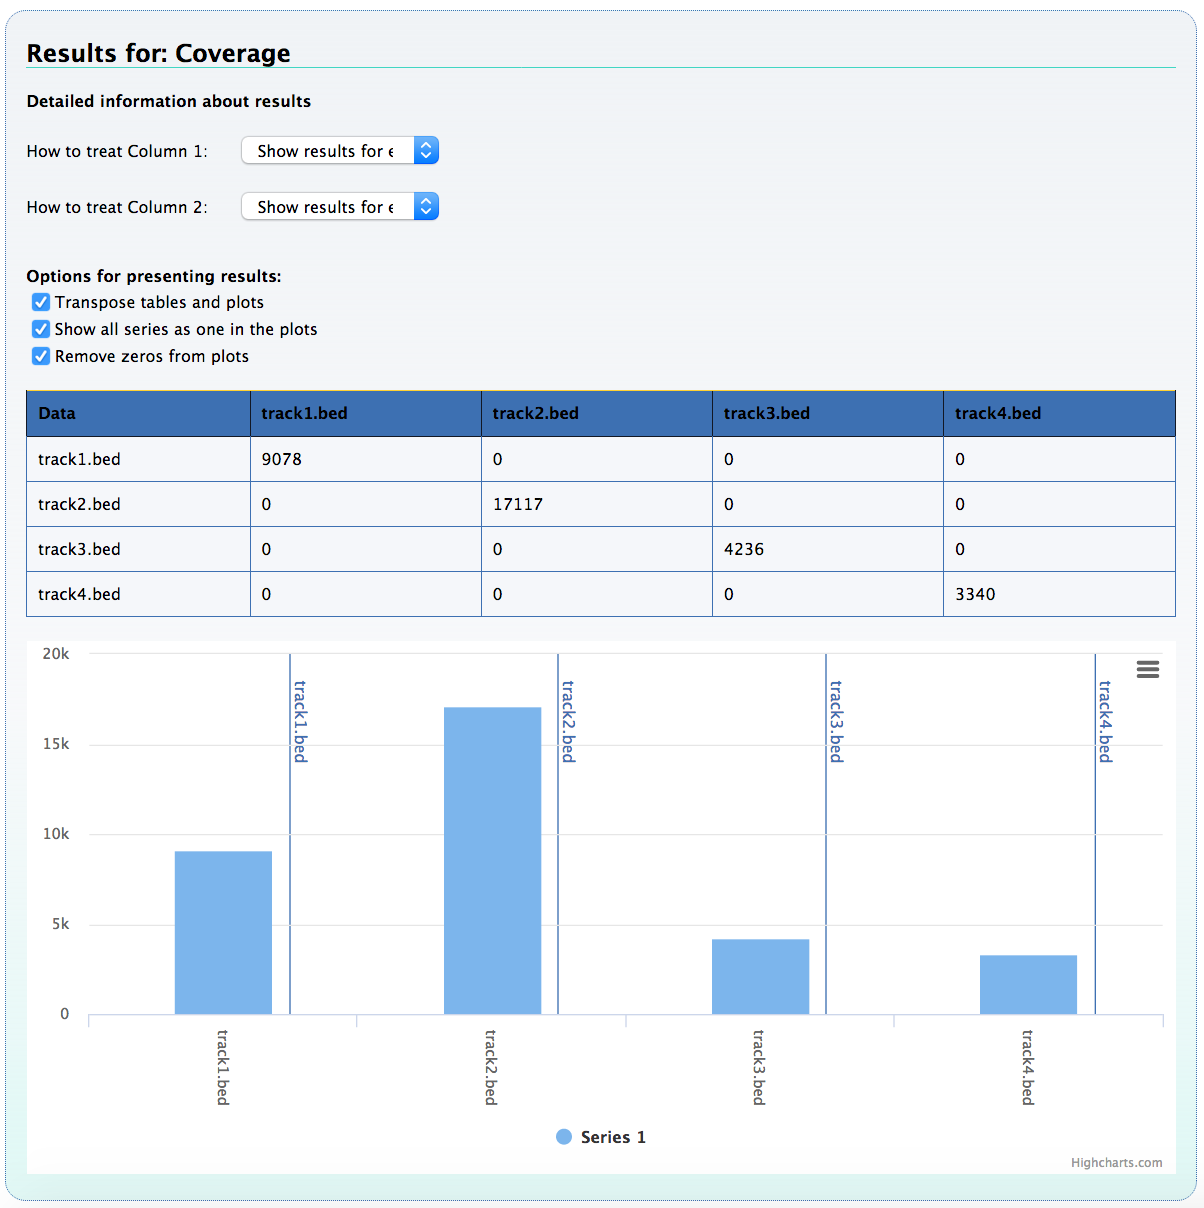 Results for: Coverage
Detailed information about results
How to treat Column 1: Show results for e
How to treat Column 2: Show results for e
Options for presenting results:
Transpose tables and plots
Show all series as one in the plots
Remove zeros from plots
Data track1.bed track2.bed track3.bed track4.bed
track1.bed 9078 0 0 0
track2.bed 0 17117 0 0
track3.bed 0 0 4236 0
track4.bed 0 0 0 3340
20k
15k
10k
5k
0
track1.bed track2.bed track3.bed track4.bed
track1.bed track2.bed track3.bed track4.bed
Series 1
Highcharts.com